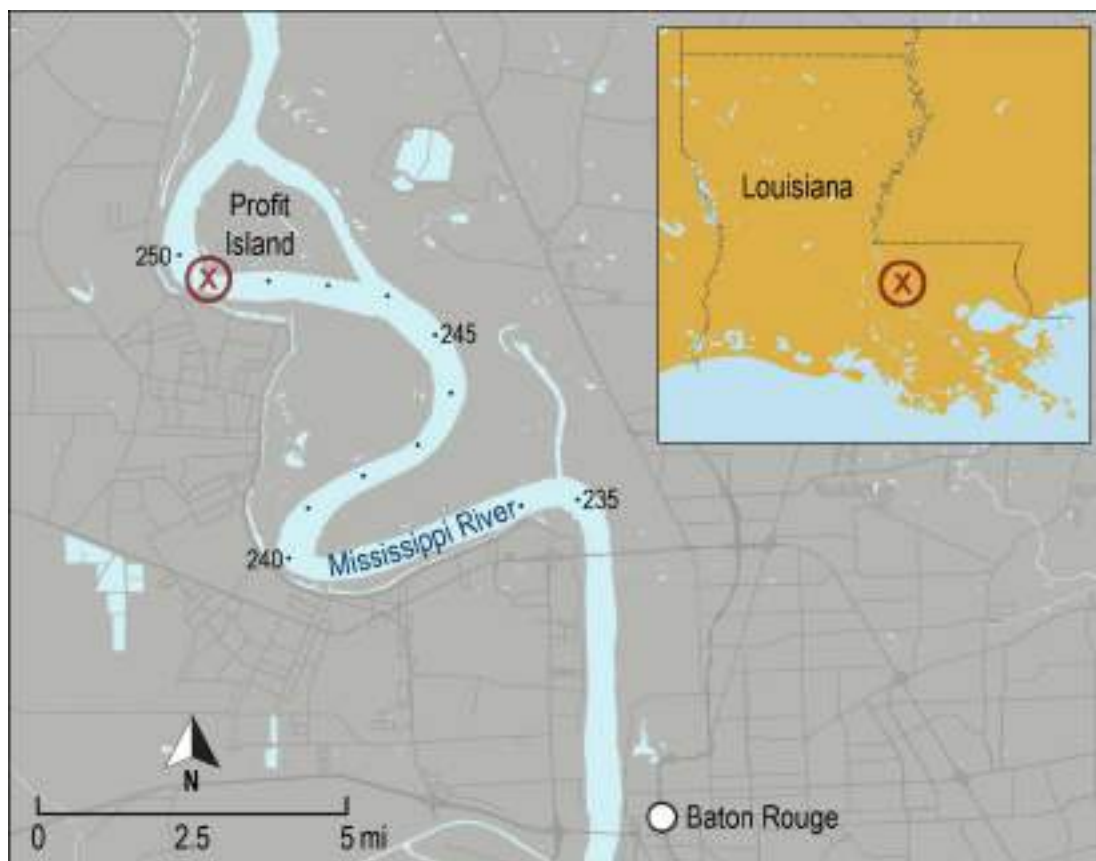 Profit
Island
250
X
245
240
Mississippi River
235
N
0
2.5
5 mi
Baton Rouge
Louisiana
X